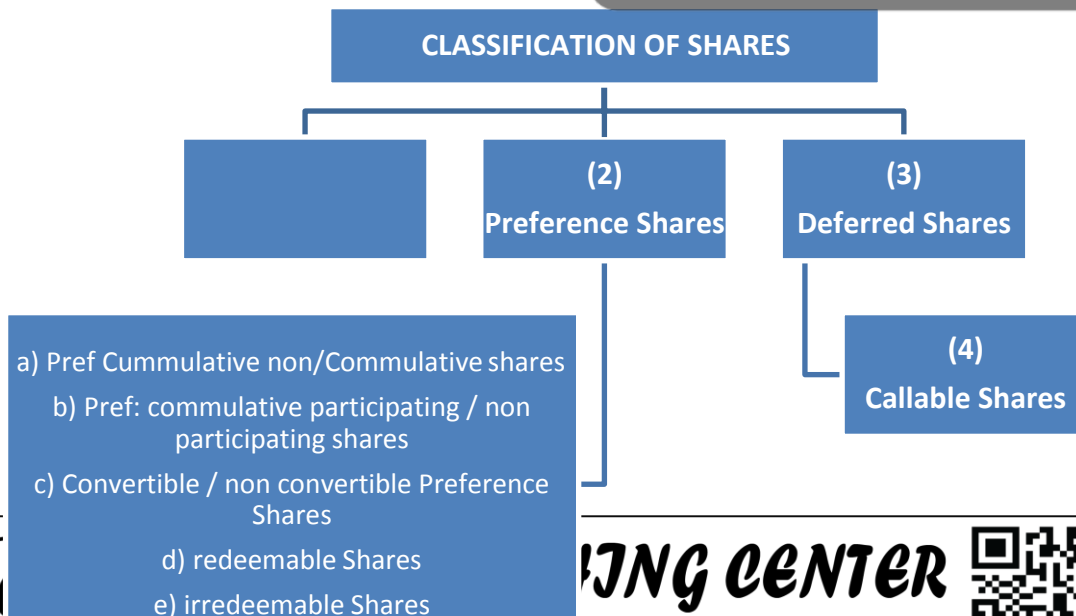 CLASSIFICATION OF SHARES
(2)
Preference Shares
(3)
Deferred Shares
(4)
Callable Shares
a) Pref Cummulative non/Commulative shares
b) Pref: commulative participating / non
participating shares
c) Convertible / non convertible Preference
Shares
d) redeemable Shares
e) irredeemable Shares
CENTER